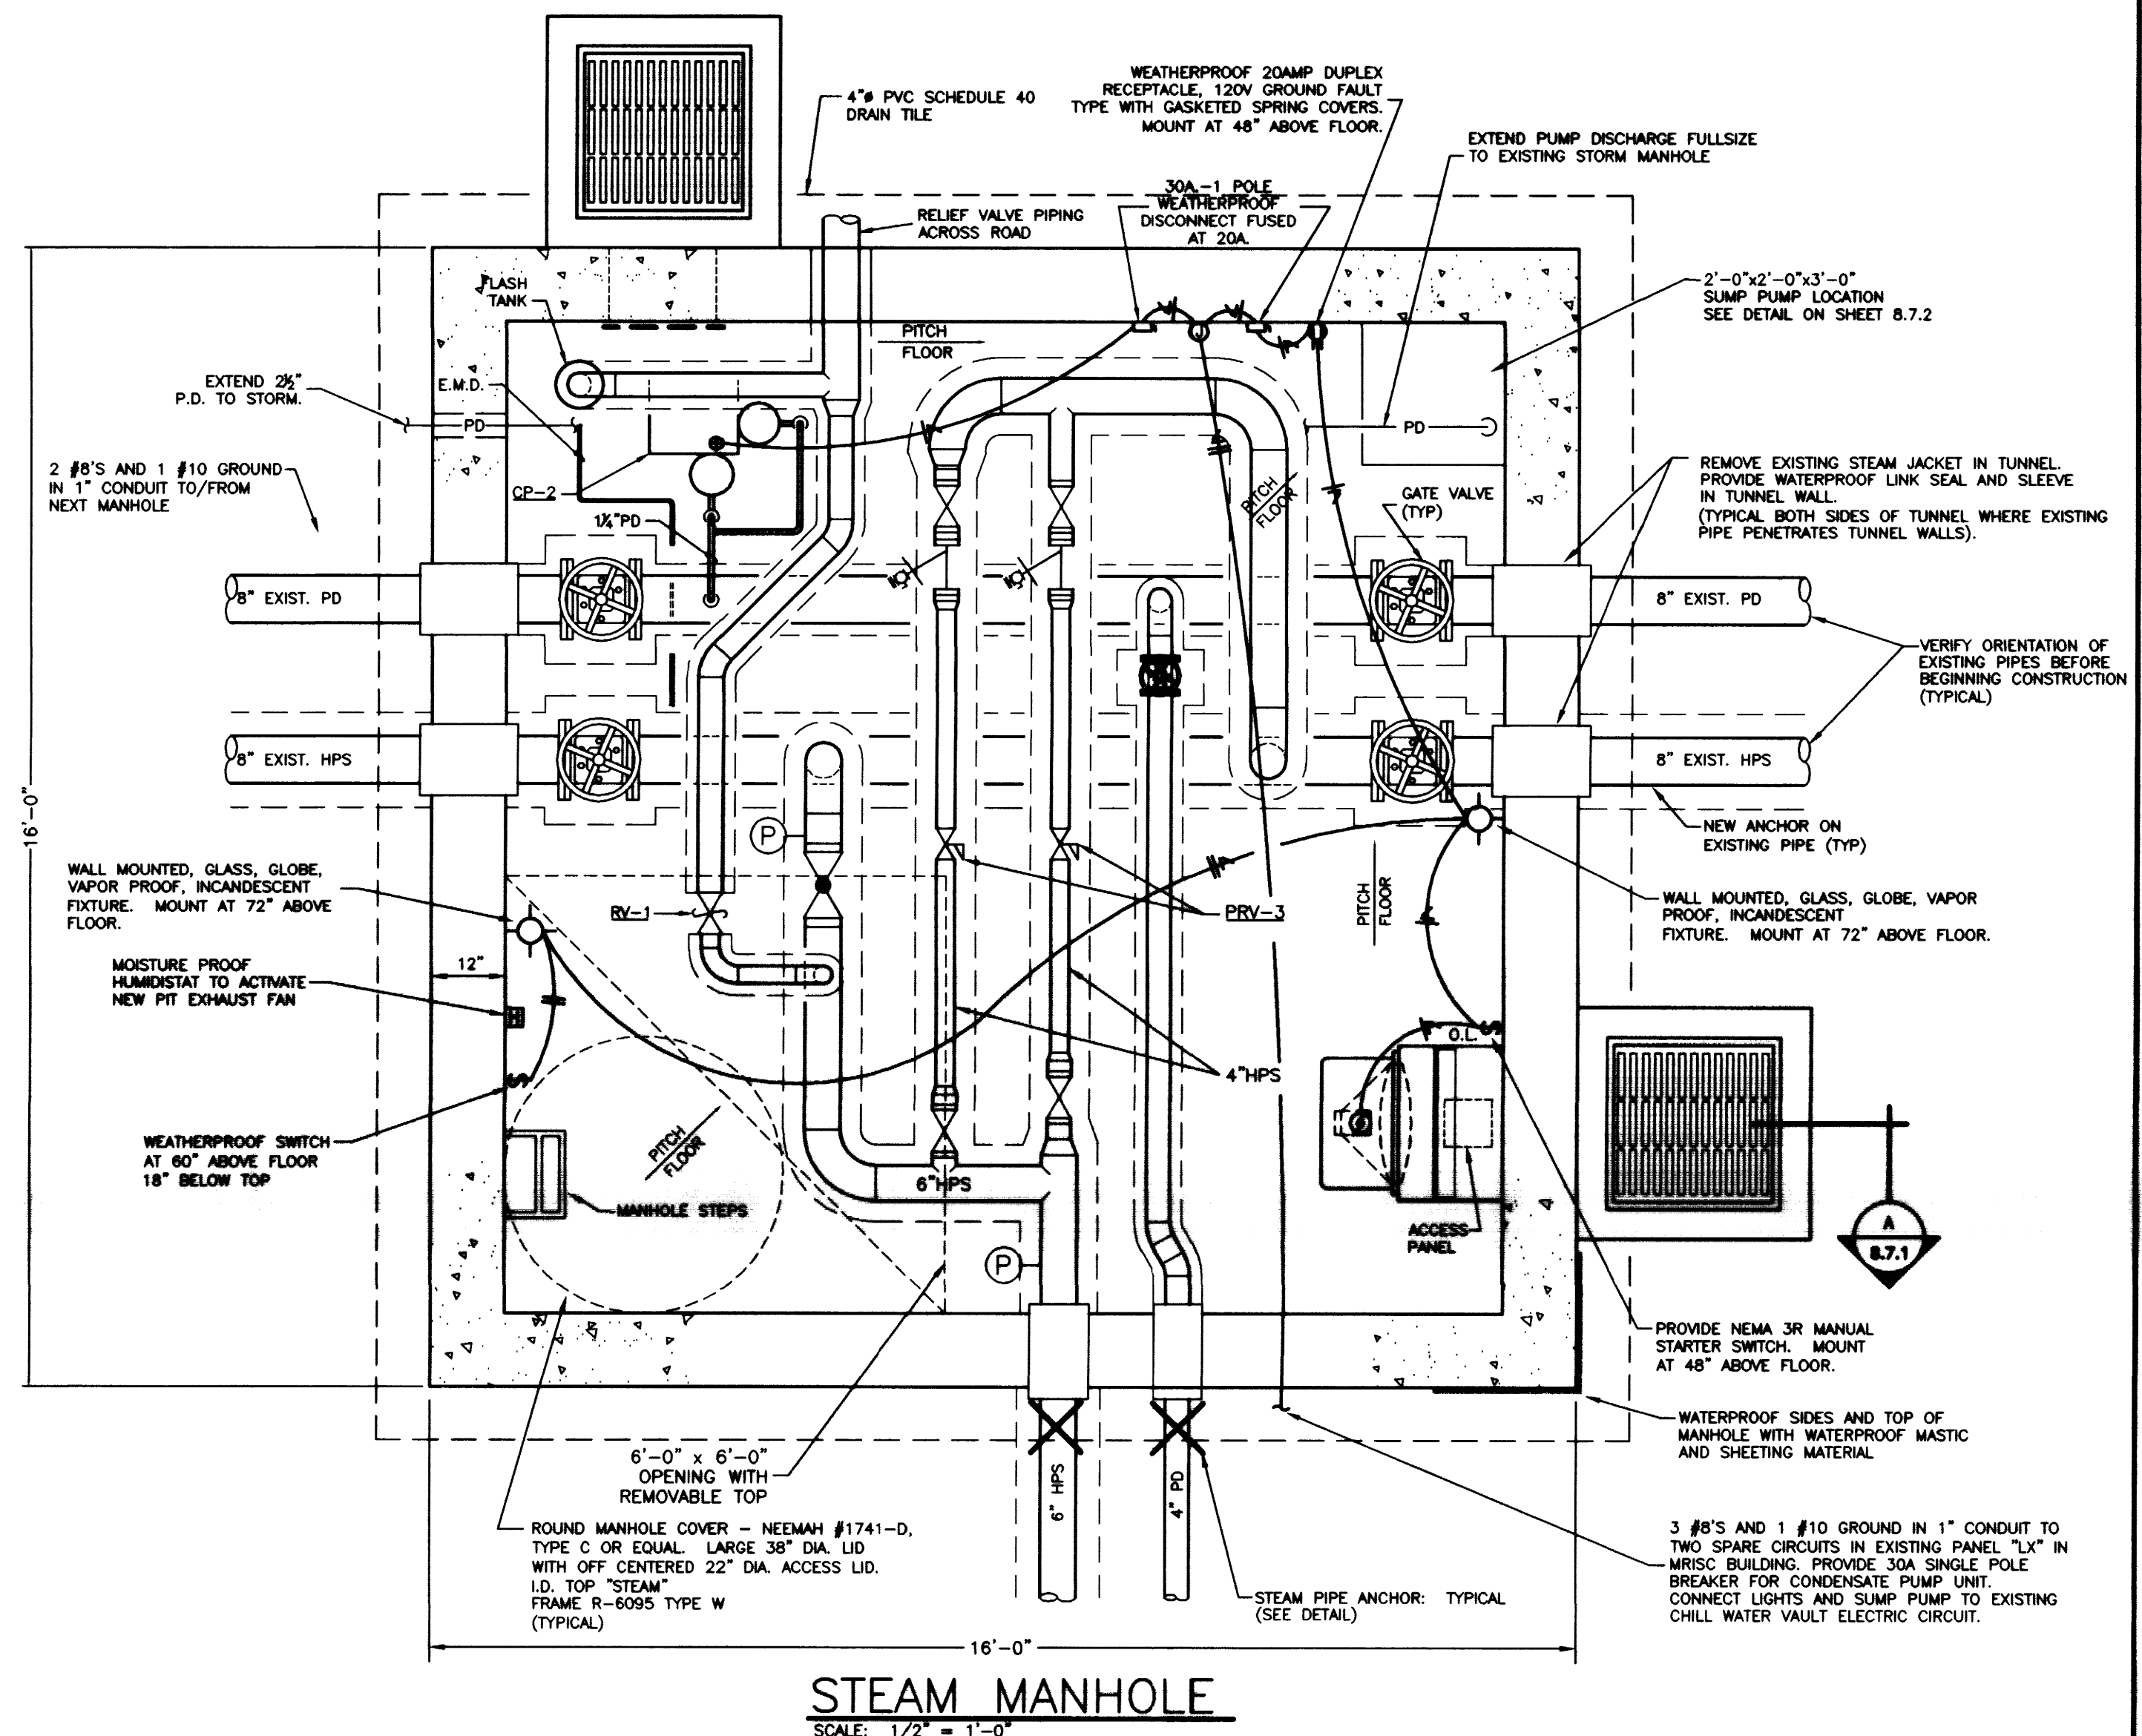 4"ø PVC SCHEDULE 40
DRAIN TILE
WEATHERPROOF 20AMP DUPLEX
RECEPTACLE, 120V GROUND FAULT
TYPE WITH GASKETED SPRING COVERS.
MOUNT AT 48" ABOVE FLOOR.
EXTEND PUMP DISCHARGE FULLSIZE
TO EXISTING STORM MANHOLE
30A.-1 POLE
WEATHERPROOF
DISCONNECT FUSED
AT 20A.
RELIEF VALVE PIPING
ACROSS ROAD
2'-0"x2'-0"x3'-0"
SUMP PUMP LOCATION
SEE DETAIL ON SHEET 8.7.2
FLASH
TANK
PITCH
FLOOR
J
EXTEND 2½"
P.D. TO STORM.
E.M.D.
PD
PD
2 #8'S AND 1 #10 GROUND
IN 1" CONDUIT TO/FROM
NEXT MANHOLE
CP-2
1¼"PD
PITCH
FLOOR
GATE VALVE
(TYP)
REMOVE EXISTING STEAM JACKET IN TUNNEL.
PROVIDE WATERPROOF LINK SEAL AND SLEEVE
IN TUNNEL WALL.
(TYPICAL BOTH SIDES OF TUNNEL WHERE EXISTING
PIPE PENETRATES TUNNEL WALLS).
8" EXIST. PD
8" EXIST. PD
VERIFY ORIENTATION OF
EXISTING PIPES BEFORE
BEGINNING CONSTRUCTION
(TYPICAL)
8" EXIST. HPS
8" EXIST. HPS
16'-0"
P
NEW ANCHOR ON
EXISTING PIPE (TYP)
WALL MOUNTED, GLASS, GLOBE,
VAPOR PROOF, INCANDESCENT
FIXTURE. MOUNT AT 72" ABOVE
FLOOR.
RV-1
PRV-3
PITCH
FLOOR
WALL MOUNTED, GLASS, GLOBE, VAPOR
PROOF, INCANDESCENT
FIXTURE. MOUNT AT 72" ABOVE FLOOR.
12"
MOISTURE PROOF
HUMIDISTAT TO ACTIVATE
NEW PIT EXHAUST FAN
H
O.L.
S
4"HPS
S
WEATHERPROOF SWITCH
AT 60" ABOVE FLOOR
18" BELOW TOP
PITCH
FLOOR
6"HPS
MANHOLE STEPS
ACCESS
PANEL
A
8.7.1
P
PROVIDE NEMA 3R MANUAL
STARTER SWITCH. MOUNT
AT 48" ABOVE FLOOR.
WATERPROOF SIDES AND TOP OF
MANHOLE WITH WATERPROOF MASTIC
AND SHEETING MATERIAL
6'-0" x 6'-0"
OPENING WITH
REMOVABLE TOP
6" HPS
4" PD
ROUND MANHOLE COVER - NEEMAH #1741-D,
TYPE C OR EQUAL. LARGE 38" DIA. LID
WITH OFF CENTERED 22" DIA. ACCESS LID.
I.D. TOP "STEAM"
FRAME R-6095 TYPE W
(TYPICAL)
STEAM PIPE ANCHOR: TYPICAL
(SEE DETAIL)
3 #8'S AND 1 #10 GROUND IN 1" CONDUIT TO
TWO SPARE CIRCUITS IN EXISTING PANEL "LX" IN
MRISC BUILDING. PROVIDE 30A SINGLE POLE
BREAKER FOR CONDENSATE PUMP UNIT.
CONNECT LIGHTS AND SUMP PUMP TO EXISTING
CHILL WATER VAULT ELECTRIC CIRCUIT.
16'-0"
STEAM MANHOLE
SCALE: 1/2" = 1'-0"